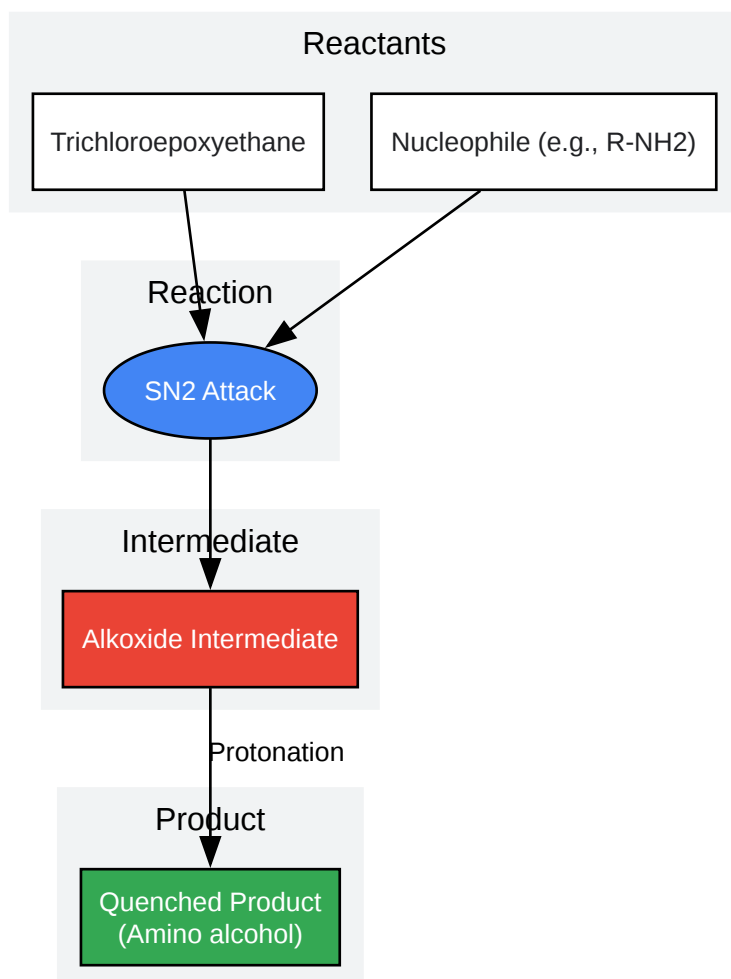 Reactants
Trichloroepoxyethane
Nucleophile (e.g., R-NH2)
Reaction
SN2 Attack
Intermediate
Alkoxide Intermediate
Protonation
Product
Quenched Product
(Amino alcohol)